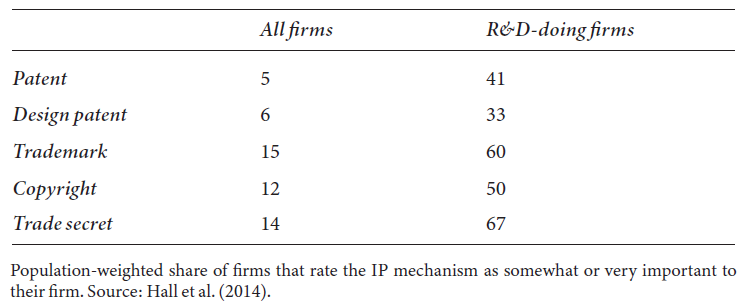 All firms R&D-doing firms
Patent 5 41
Design patent 6 33
Trademark 15 60
Copyright 12 50
Trade secret 14 67
Population-weighted share of firms that rate the IP mechanism as somewhat or very important to
their firm. Source: Hall et al. (2014).